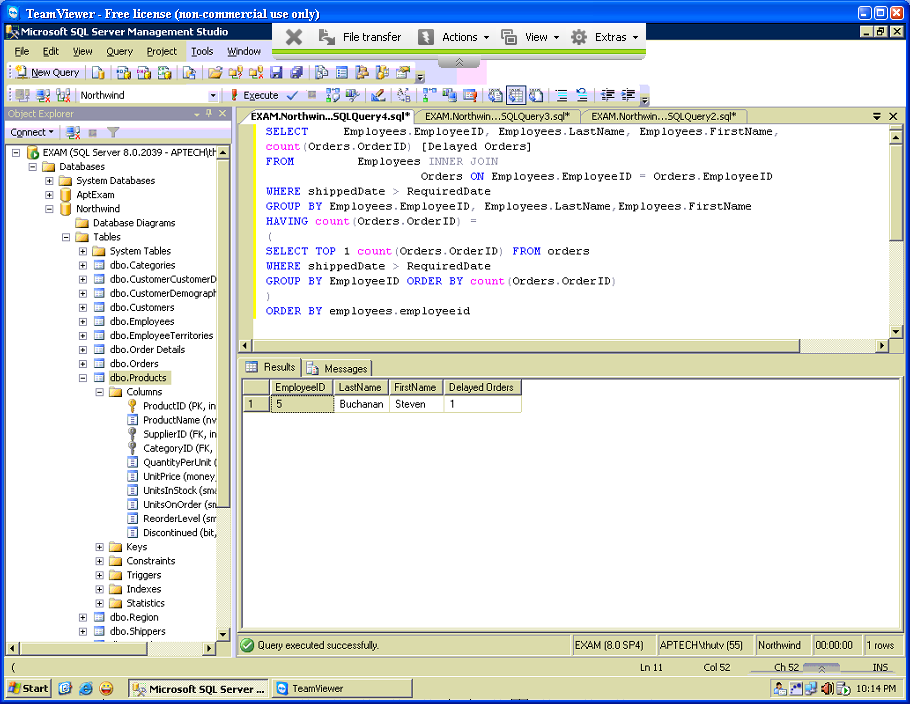 TeamViewer - Free license (non-commercial use only)
Microsoft SQL Server Management Studio
File transfer
Actions
View
Extras
File Edit View Query Project Tools Window
New Query
Northwind
Execute
Object Explorer
Connect
EXAM (SQL Server 8.0.2039 - APTECH\th
Databases
System Databases
AptExam
Northwind
Database Diagrams
Tables
System Tables
dbo.Categories
dbo.CustomerCustomerD
dbo.CustomerDemograph
dbo.Customers
dbo.Employees
dbo.EmployeeTerritories
dbo.Order Details
dbo.Orders
dbo.Products
Columns
ProductID (PK, in
ProductName (nv
SupplierID (FK, in
CategoryID (FK,
QuantityPerUnit (
UnitPrice (money,
UnitsInStock (sma
UnitsOnOrder (sm
ReorderLevel (sm
Discontinued (bit,
Keys
Constraints
Triggers
Indexes
Statistics
dbo.Region
dbo.Shippers
EXAM.Northwin...SQLQuery4.sql* EXAM.Northwin...SQLQuery3.sql* EXAM.Northwin...SQLQuery2.sql*
SELECT Employees.EmployeeID, Employees.LastName, Employees.FirstName,
count(Orders.OrderID) [Delayed Orders]
FROM Employees INNER JOIN
Orders ON Employees.EmployeeID = Orders.EmployeeID
WHERE shippedDate > RequiredDate
GROUP BY Employees.EmployeeID, Employees.LastName,Employees.FirstName
HAVING count(Orders.OrderID) =
(
SELECT TOP 1 count(Orders.OrderID) FROM orders
WHERE shippedDate > RequiredDate
GROUP BY EmployeeID ORDER BY count(Orders.OrderID)
)
ORDER BY employees.employeeid
Results Messages
EmployeeID LastName FirstName Delayed Orders
1 5 Buchanan Steven 1
Query executed successfully. EXAM (8.0 SP4) APTECH\thutv (55) Northwind 00:00:00 1 rows
( Ln 11 Col 52 Ch 52 INS
Start Microsoft SQL Server ... TeamViewer 10:14 PM